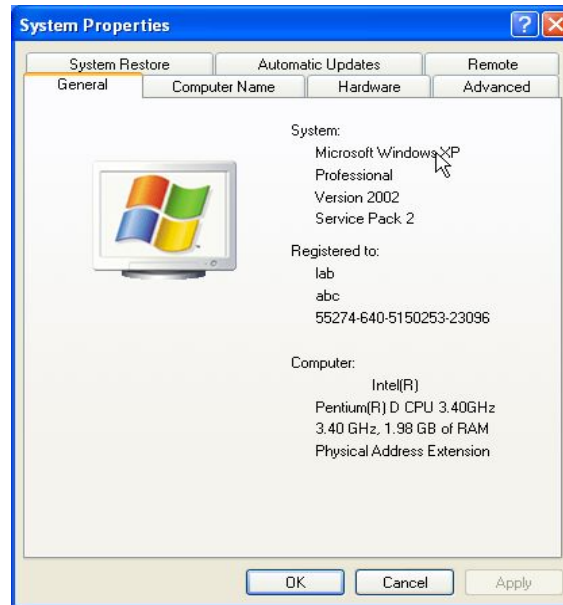 System Properties
System Restore Automatic Updates Remote
General Computer Name Hardware Advanced
System:
Microsoft Windows XP
Professional
Version 2002
Service Pack 2
Registered to:
lab
abc
55274-640-5150253-23096
Computer:
Intel(R)
Pentium(R) D CPU 3.40GHz
3.40 GHz, 1.98 GB of RAM
Physical Address Extension
OK Cancel Apply